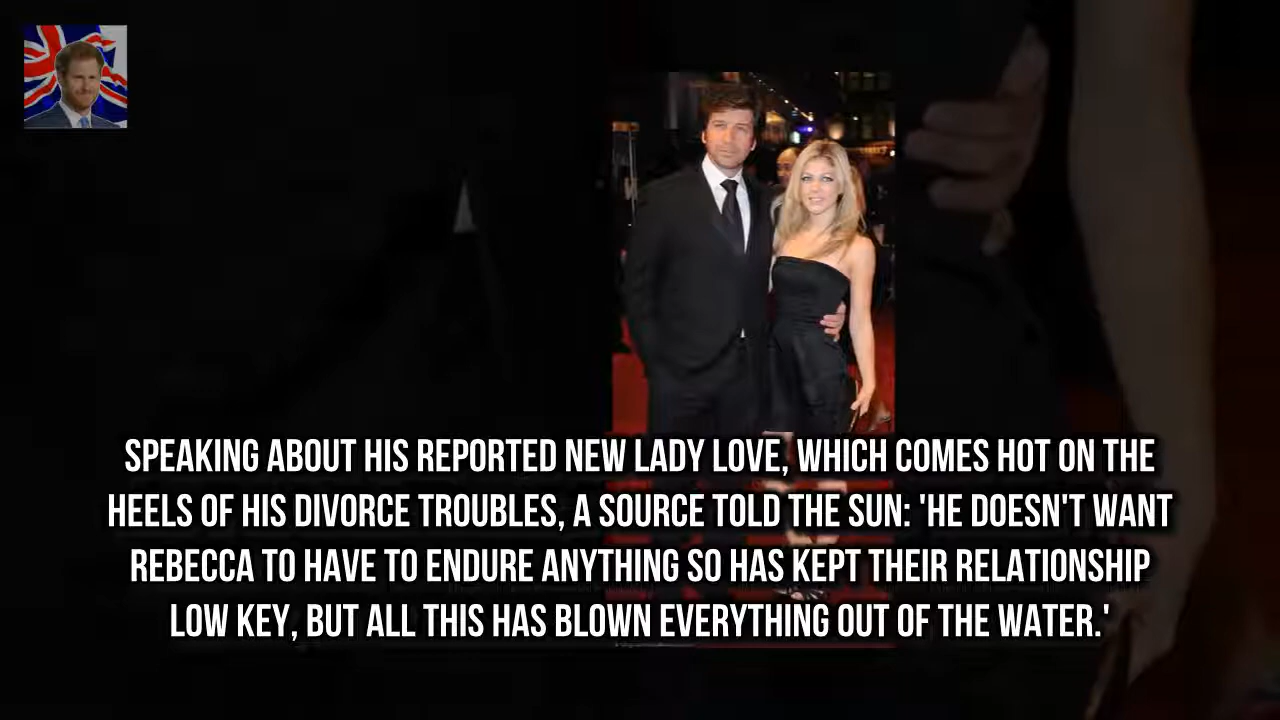 SPEAKING ABOUT HIS REPORTED NEW LADY LOVE, WHICH COMES HOT ON THE
HEELS OF HIS DIVORCE TROUBLES, A SOURCE TOLD THE SUN: 'HE DOESN'T WANT
REBECCA TO HAVE TO ENDURE ANYTHING SO HAS KEPT THEIR RELATIONSHIP
LOW KEY, BUT ALL THIS HAS BLOWN EVERYTHING OUT OF THE WATER.'